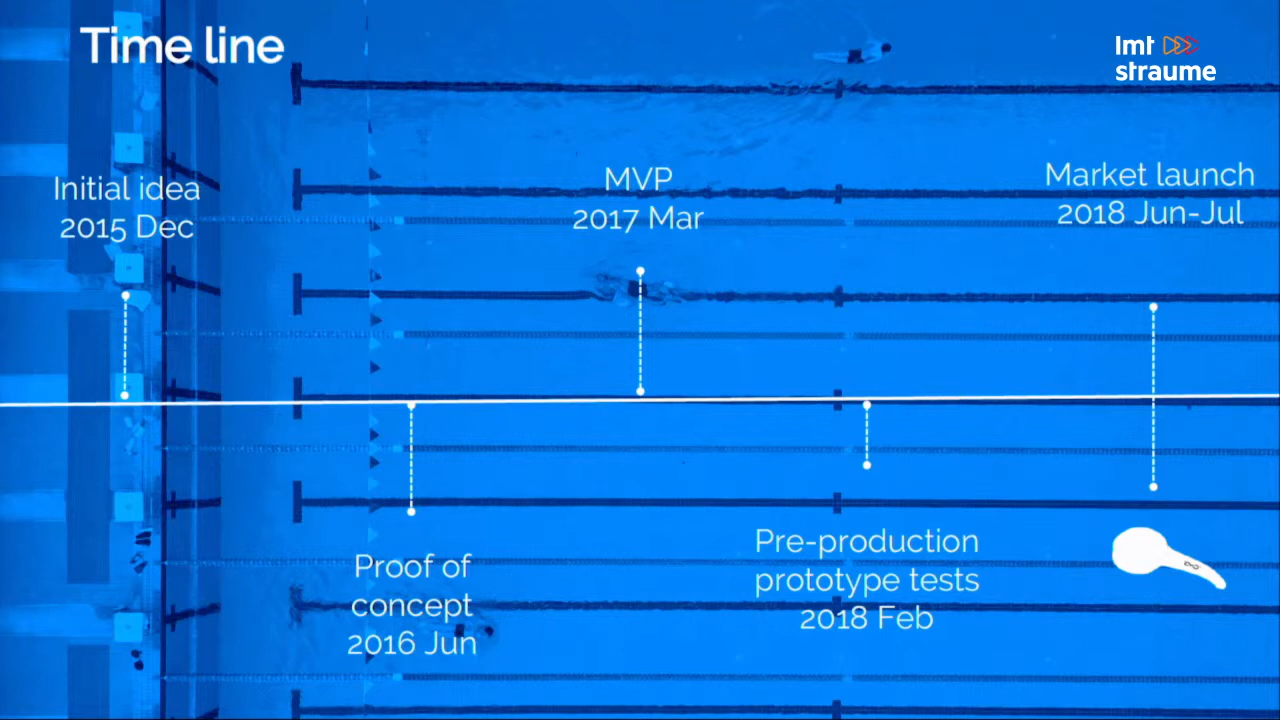 Time line
lmt
straume
Initial idea
2015 Dec
MVP
2017 Mar
Market launch
2018 Jun-Jul
Proof of
concept
2016 Jun
Pre-production
prototype tests
2018 Feb